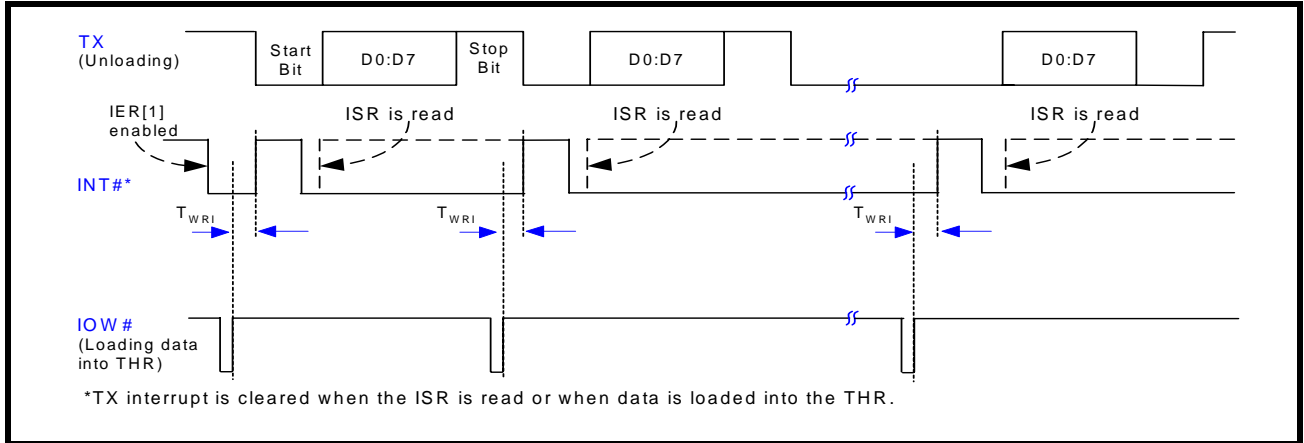 TX
(Unloading)
Start
Bit
D0:D7
Stop
Bit
D0:D7
D0:D7
IER[1]
enabled
ISR is read
ISR is read
ISR is read
INT#*
TWRI
TWRI
TWRI
IOW#
(Loading data
into THR)
*TX interrupt is cleared when the ISR is read or when data is loaded into the THR.